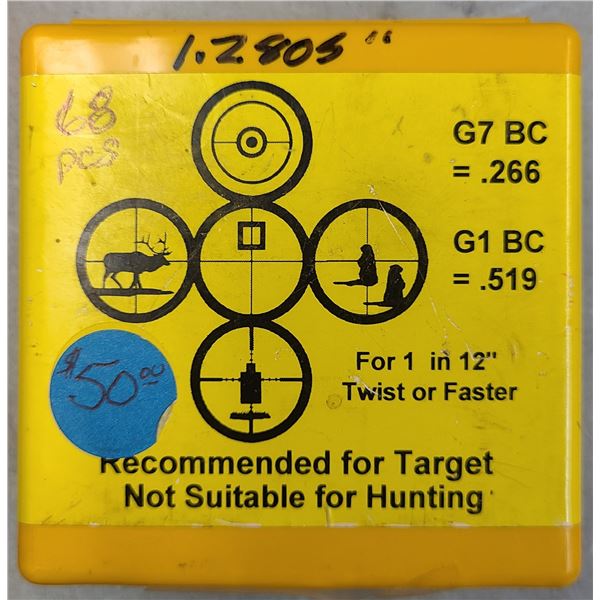 1.2805"
68
pcs
G7 BC
= .266
G1 BC
= .519
$50.00
For 1 in 12"
Twist or Faster
Recommended for Target
Not Suitable for Hunting